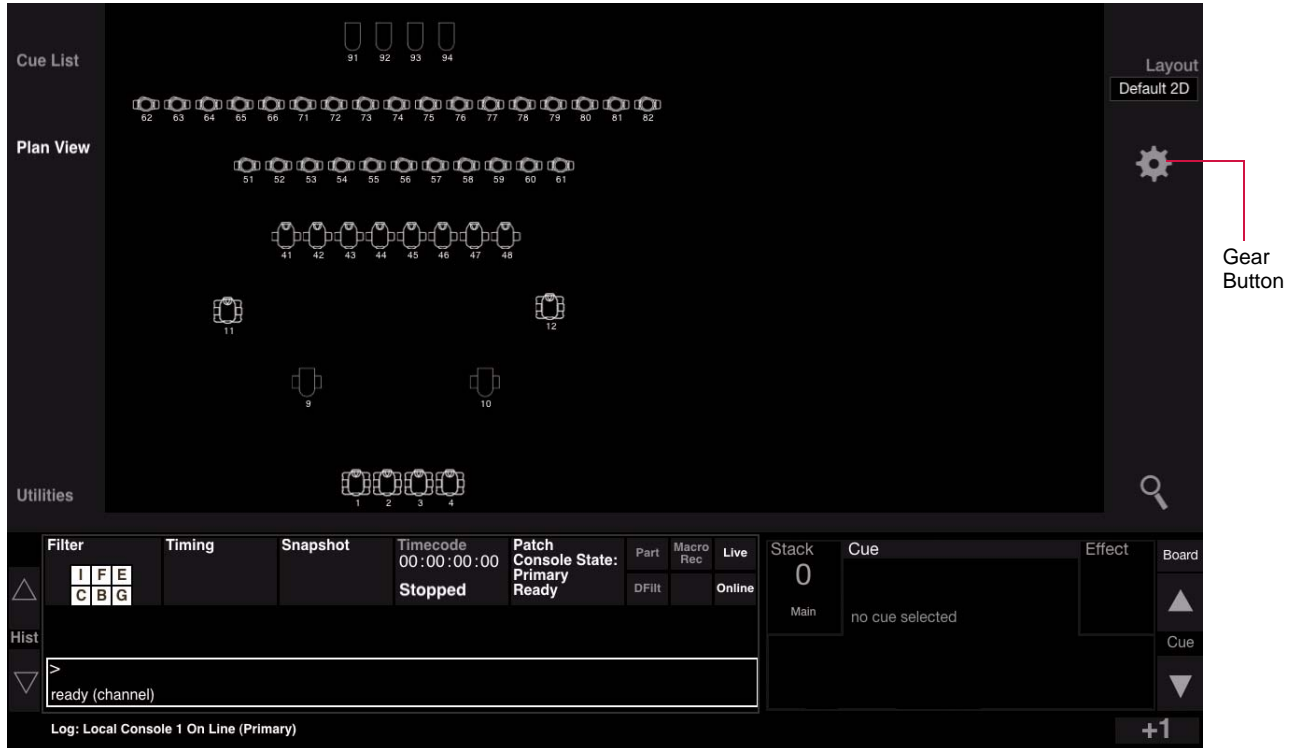 91 92 93 94
Cue List
Layout
Default 2D
62 63 64 65 66 71 72 73 74 75 76 77 78 79 80 81 82
Plan View
51 52 53 54 55 56 57 58 59 60 61
41 42 43 44 45 46 47 48
Gear
Button
11 12
9 10
Utilities
1 2 3 4
Filter
I F E
C B G
Timing
Snapshot
Timecode
00:00:00:00
Stopped
Patch
Console State:
Primary
Ready
Part
Macro
Rec
Live
DFilt
Online
Stack
0
Main
Cue
no cue selected
Effect
Board
Hist
Cue
>
ready (channel)
Log: Local Console 1 On Line (Primary)
+1